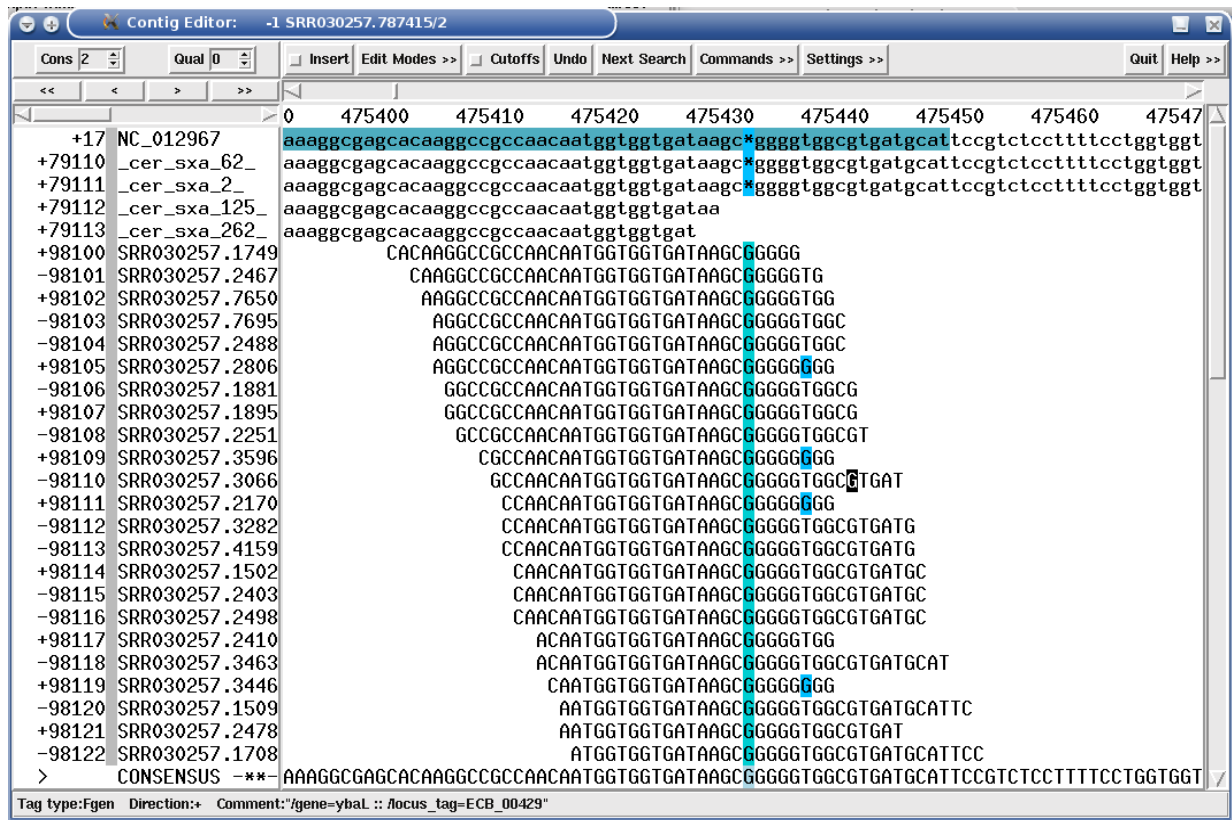 Contig Editor: -1 SRR030257.787415/2
Cons 2 Qual 0 Insert Edit Modes >> Cutoffs Undo Next Search Commands >> Settings >> Quit Help >>
<< < > >>
0 475400 475410 475420 475430 475440 475450 475460 47547
+17 NC_012967 aaaggcgagcacaaggccgccaacaatggtggtgataagc*ggggtggcgtgatgcattccgtctccttttcctggtggt
+79110 _cer_sxa_62_ aaaggcgagcacaaggccgccaacaatggtggtgataagc*ggggtggcgtgatgcattccgtctccttttcctggtggt
+79111 _cer_sxa_2_ aaaggcgagcacaaggccgccaacaatggtggtgataagc*ggggtggcgtgatgcattccgtctccttttcctggtggt
+79112 _cer_sxa_125_ aaaggcgagcacaaggccgccaacaatggtggtgataa
+79113 _cer_sxa_262_ aaaggcgagcacaaggccgccaacaatggtggtgat
+98100 SRR030257.1749 CACAAGGCCGCCAACAATGGTGGTGATAAGCGGGGG
-98101 SRR030257.2467 CAAGGCCGCCAACAATGGTGGTGATAAGCGGGGGTG
+98102 SRR030257.7650 AAGGCCGCCAACAATGGTGGTGATAAGCGGGGGTGG
-98103 SRR030257.7695 AGGCCGCCAACAATGGTGGTGATAAGCGGGGGTGGC
-98104 SRR030257.2488 AGGCCGCCAACAATGGTGGTGATAAGCGGGGGTGGC
+98105 SRR030257.2806 AGGCCGCCAACAATGGTGGTGATAAGCGGGGGGGG
-98106 SRR030257.1881 GGCCGCCAACAATGGTGGTGATAAGCGGGGGTGGCG
+98107 SRR030257.1895 GGCCGCCAACAATGGTGGTGATAAGCGGGGGTGGCG
-98108 SRR030257.2251 GCCGCCAACAATGGTGGTGATAAGCGGGGGTGGCGT
+98109 SRR030257.3596 CGCCAACAATGGTGGTGATAAGCGGGGGGGG
-98110 SRR030257.3066 GCCAACAATGGTGGTGATAAGCGGGGGTGGCGTGAT
+98111 SRR030257.2170 CCAACAATGGTGGTGATAAGCGGGGGGGG
-98112 SRR030257.3282 CCAACAATGGTGGTGATAAGCGGGGGTGGCGTGATG
-98113 SRR030257.4159 CCAACAATGGTGGTGATAAGCGGGGGTGGCGTGATG
+98114 SRR030257.1502 CAACAATGGTGGTGATAAGCGGGGGTGGCGTGATGC
-98115 SRR030257.2403 CAACAATGGTGGTGATAAGCGGGGGTGGCGTGATGC
-98116 SRR030257.2498 CAACAATGGTGGTGATAAGCGGGGGTGGCGTGATGC
+98117 SRR030257.2410 ACAATGGTGGTGATAAGCGGGGGTGG
-98118 SRR030257.3463 ACAATGGTGGTGATAAGCGGGGGTGGCGTGATGCAT
+98119 SRR030257.3446 CAATGGTGGTGATAAGCGGGGGGGG
-98120 SRR030257.1509 AATGGTGGTGATAAGCGGGGGTGGCGTGATGCATTC
+98121 SRR030257.2478 AATGGTGGTGATAAGCGGGGGTGGCGTGAT
-98122 SRR030257.1708 ATGGTGGTGATAAGCGGGGGTGGCGTGATGCATTCC
> CONSENSUS -**- AAAGGCGAGCACAAGGCCGCCAACAATGGTGGTGATAAGCGGGGGTGGCGTGATGCATTCCGTCTCCTTTTCCTGGTGGT
Tag type:Fgen Direction:+ Comment:"/gene=ybaL :: /locus_tag=ECB_00429"